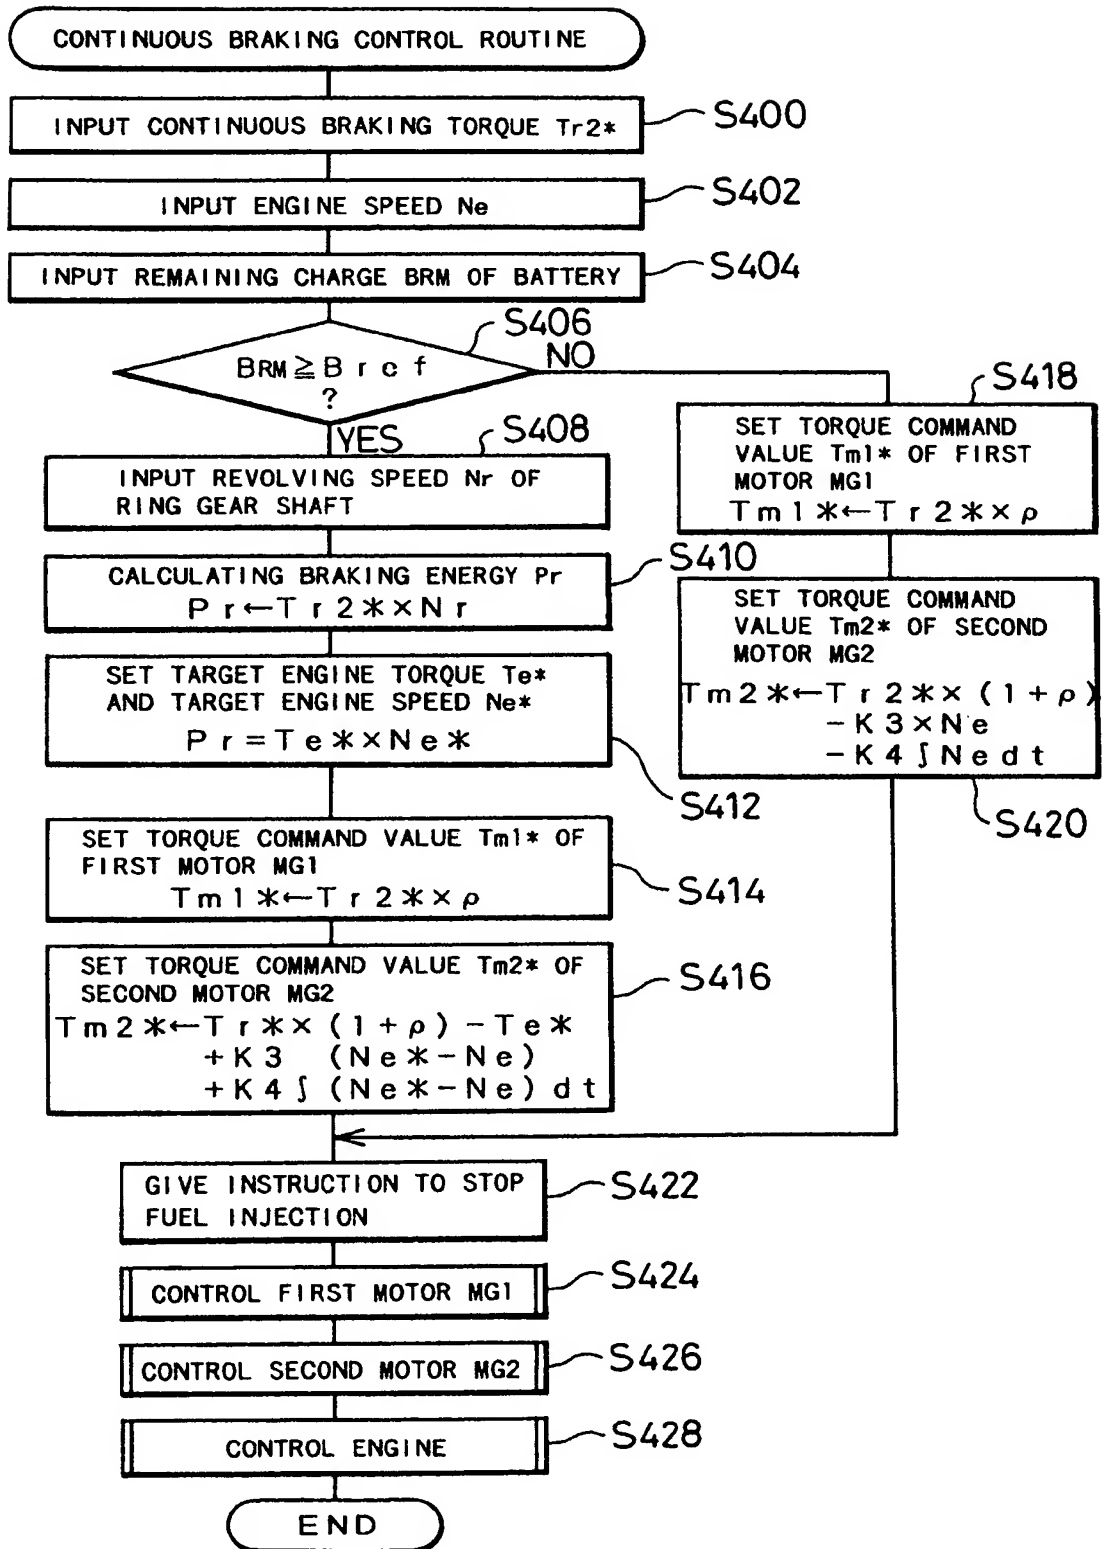 CONTINUOUS BRAKING CONTROL ROUTINE
INPUT CONTINUOUS BRAKING TORQUE Tr2*
S400
INPUT ENGINE SPEED Ne
S402
INPUT REMAINING CHARGE BRM OF BATTERY
S404
S406
BRM ≧ Bref
?
NO
YES
S408
INPUT REVOLVING SPEED Nr OF
RING GEAR SHAFT
S410
CALCULATING BRAKING ENERGY Pr
Pr←Tr2*×Nr
SET TARGET ENGINE TORQUE Te*
AND TARGET ENGINE SPEED Ne*
Pr=Te*×Ne*
S412
SET TORQUE COMMAND VALUE Tm1* OF
FIRST MOTOR MG1
Tm1*←Tr2*×ρ
S414
SET TORQUE COMMAND VALUE Tm2* OF
SECOND MOTOR MG2
Tm2*←Tr*×(1+ρ)-Te*
+K3 (Ne*-Ne)
+K4∫(Ne*-Ne)dt
S416
S418
SET TORQUE COMMAND
VALUE Tm1* OF FIRST
MOTOR MG1
Tm1*←Tr2*×ρ
SET TORQUE COMMAND
VALUE Tm2* OF SECOND
MOTOR MG2
Tm2*←Tr2*×(1+ρ)
-K3×Ne
-K4∫Nedt
S420
GIVE INSTRUCTION TO STOP
FUEL INJECTION
S422
CONTROL FIRST MOTOR MG1
S424
CONTROL SECOND MOTOR MG2
S426
CONTROL ENGINE
S428
END